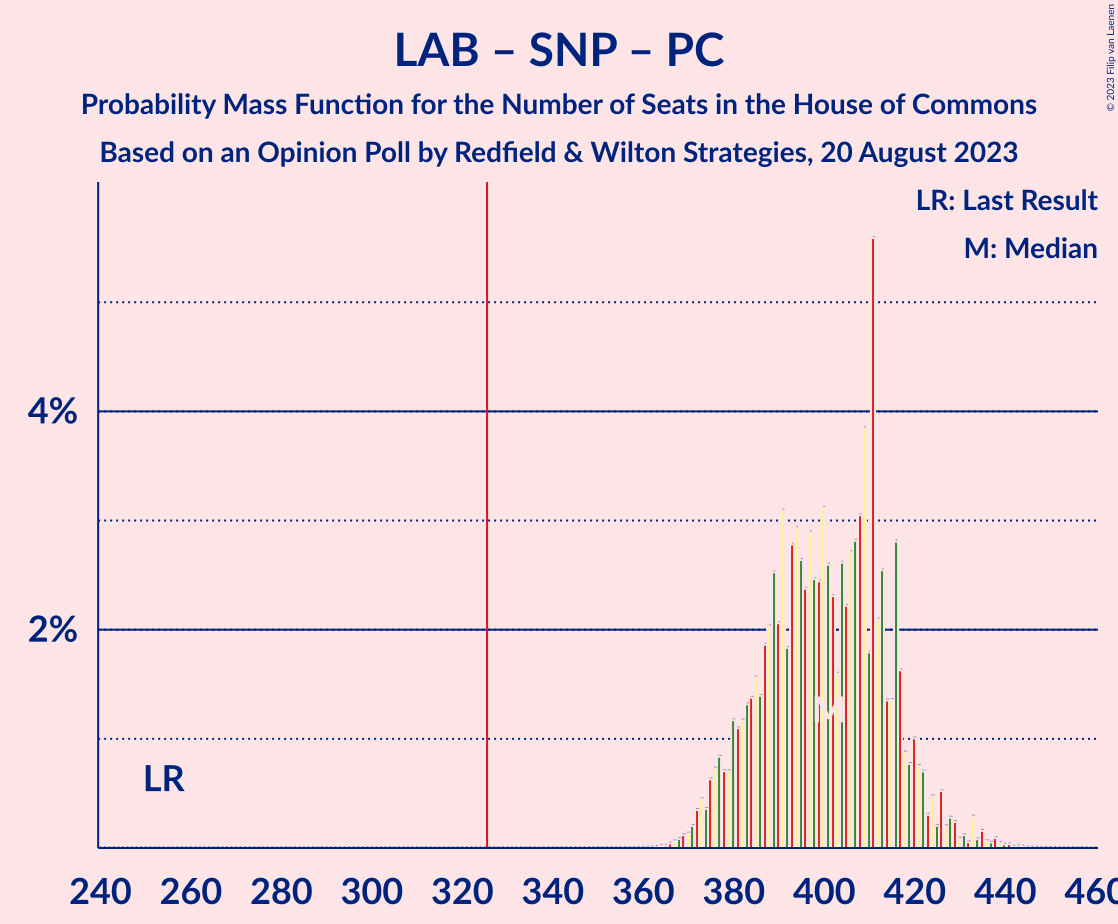 LAB – SNP – PC
Probability Mass Function for the Number of Seats in the House of Commons
Based on an Opinion Poll by Redfield & Wilton Strategies, 20 August 2023
© 2023 Filip van Laenen
LR: Last Result
M: Median
4%
2%
M
LR
240 260 280 300 320 340 360 380 400 420 440 460